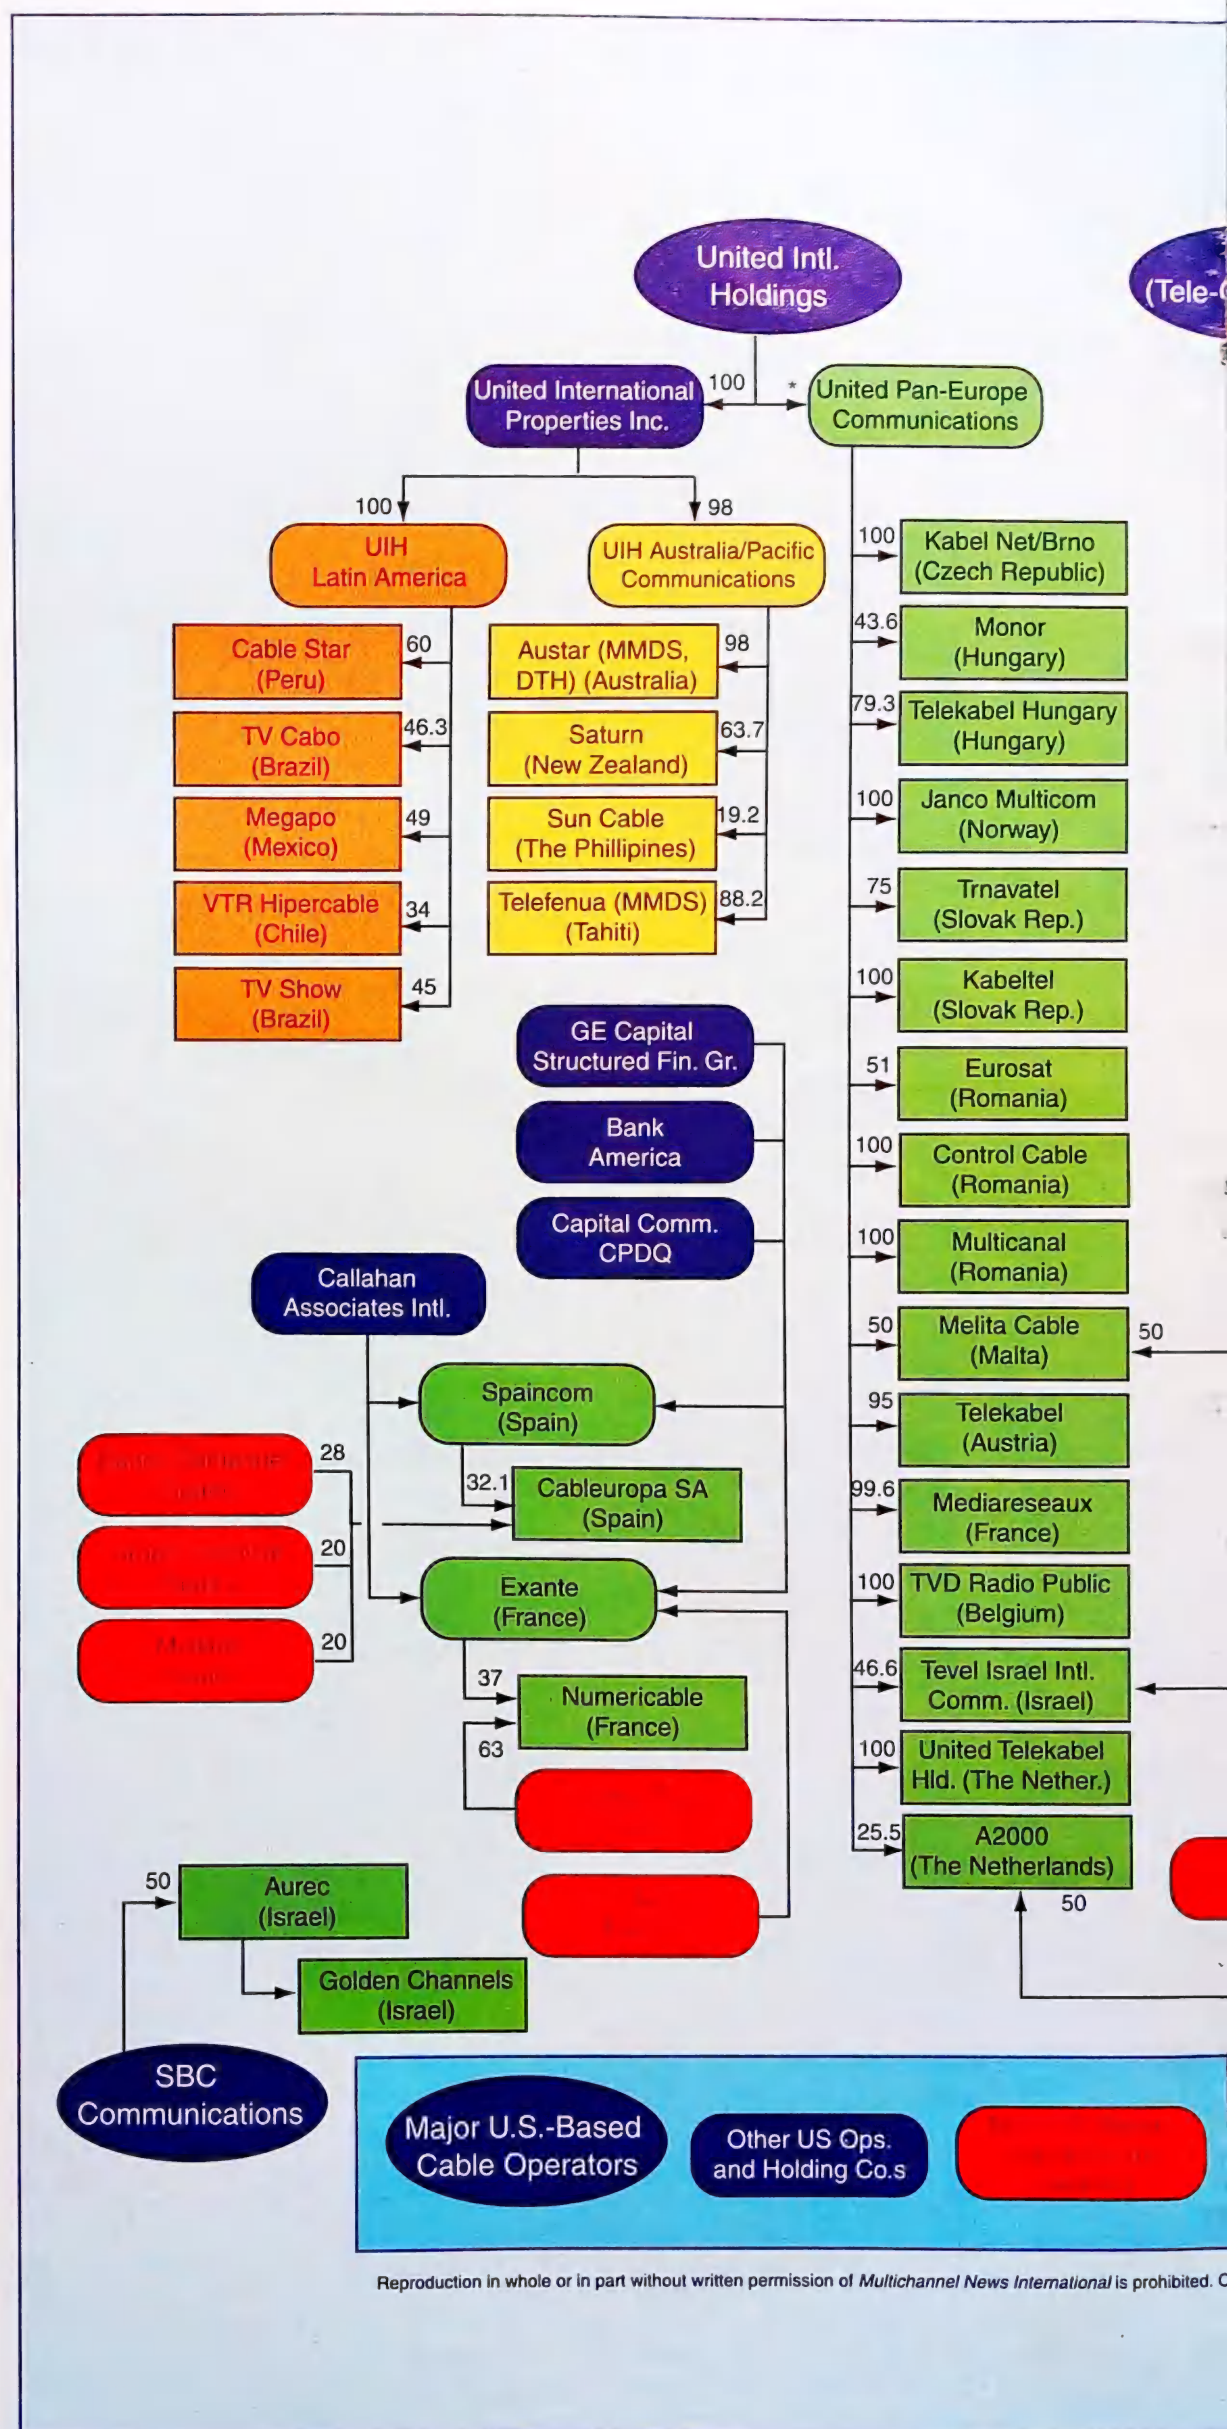 United Intl.
Holdings
(Tele-
United International
Properties Inc.
100
*
United Pan-Europe
Communications
100
98
UIH
Latin America
UIH Australia/Pacific
Communications
Cable Star
(Peru)
60
TV Cabo
(Brazil)
46.3
Megapo
(Mexico)
49
VTR Hipercable
(Chile)
34
TV Show
(Brazil)
45
Austar (MMDS,
DTH) (Australia)
98
Saturn
(New Zealand)
63.7
Sun Cable
(The Phillipines)
19.2
Telefenua (MMDS)
(Tahiti)
88.2
100
Kabel Net/Brno
(Czech Republic)
43.6
Monor
(Hungary)
79.3
Telekabel Hungary
(Hungary)
100
Janco Multicom
(Norway)
75
Trnavatel
(Slovak Rep.)
100
Kabeltel
(Slovak Rep.)
51
Eurosat
(Romania)
100
Control Cable
(Romania)
100
Multicanal
(Romania)
50
Melita Cable
(Malta)
50
95
Telekabel
(Austria)
99.6
Mediareseaux
(France)
100
TVD Radio Public
(Belgium)
46.6
Tevel Israel Intl.
Comm. (Israel)
100
United Telekabel
Hld. (The Nether.)
25.5
A2000
(The Netherlands)
50
GE Capital
Structured Fin. Gr.
Bank
America
Capital Comm.
CPDQ
Callahan
Associates Intl.
Spaincom
(Spain)
28
32.1
Cableuropa SA
(Spain)
20
20
Exante
(France)
37
Numericable
(France)
63
50
Aurec
(Israel)
Golden Channels
(Israel)
SBC
Communications
Major U.S.-Based
Cable Operators
Other US Ops.
and Holding Co.s
Reproduction in whole or in part without written permission of Multichannel News International is prohibited. C